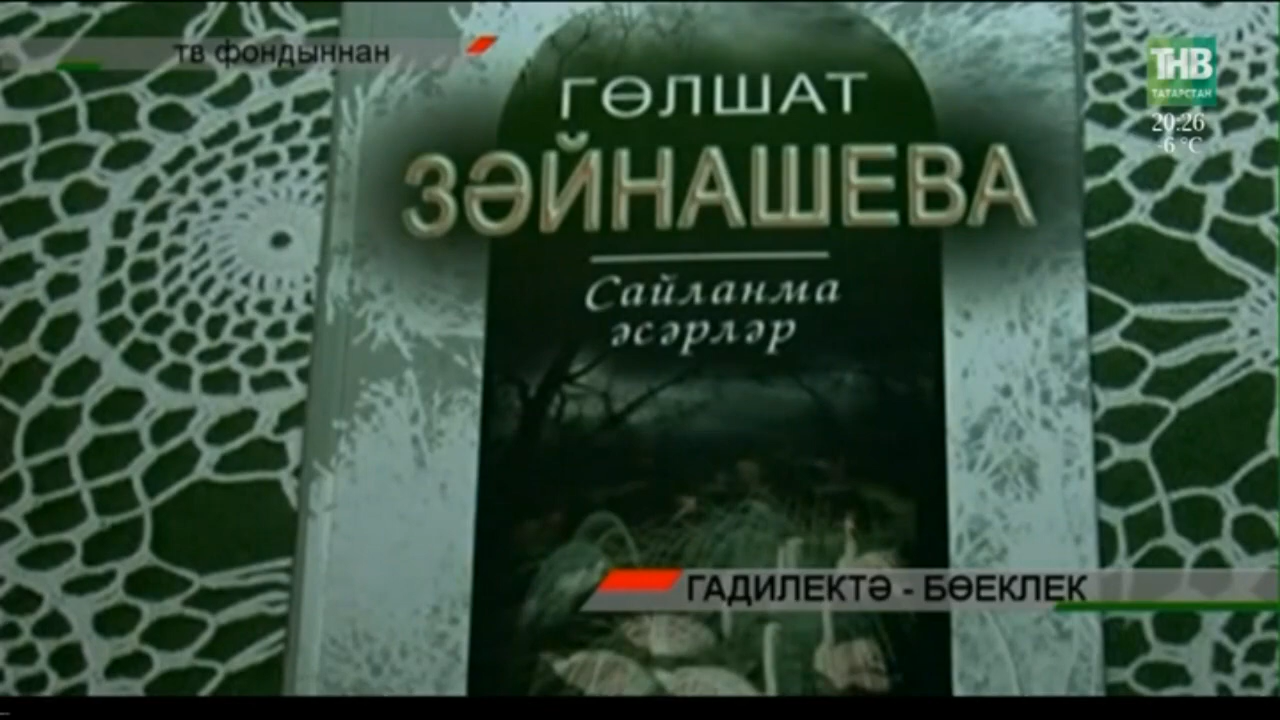 тв фондыннан
ГӨЛШАТ
ЗӘЙНАШЕВА
Сайланма
әсәрләр
ТНВ
ТАТАРСТАН
20:26
-6 °C
ГАДИЛЕКТӘ - БӨЕКЛЕК